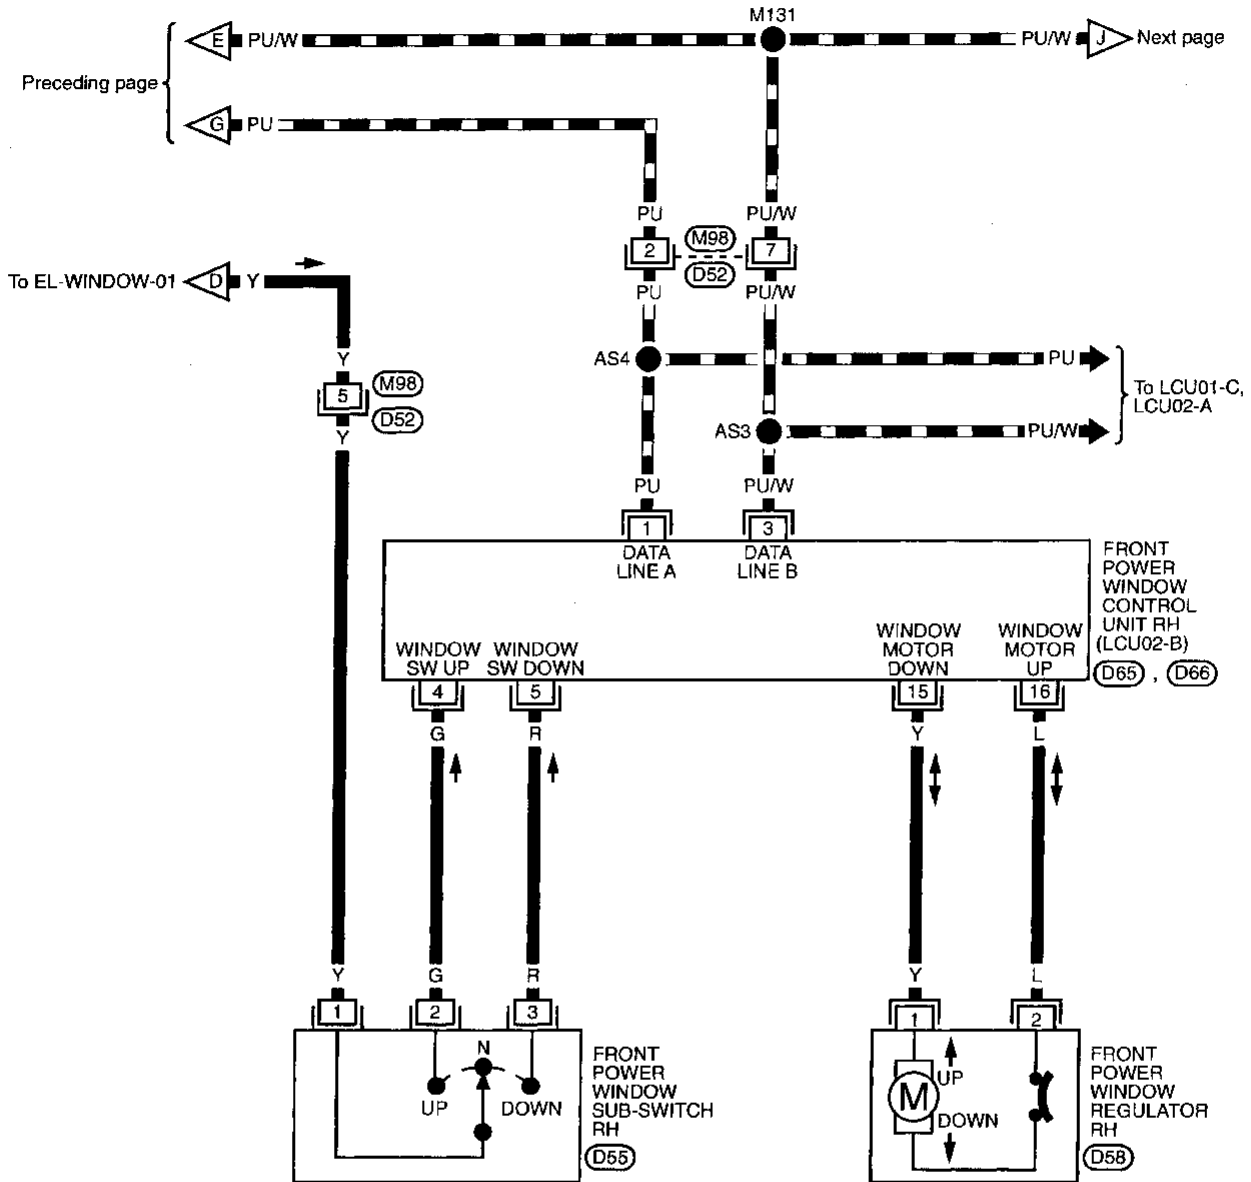 M131
E PU/W PU/W J Next page
Preceding page
G PU
PU PU/W
2 M98 7
D52
PU PU/W
To EL-WINDOW-01 D Y
Y
5 M98
D52
Y
AS4 PU
To LCU01-C,
LCU02-A
AS3 PU/W
PU PU/W
1 3
DATA LINE A
DATA LINE B
FRONT
POWER
WINDOW
CONTROL
UNIT RH
(LCU02-B)
D65 , D66
WINDOW SW UP
WINDOW SW DOWN
WINDOW MOTOR DOWN
WINDOW MOTOR UP
4 5 15 16
G R Y L
Y G R Y L
1 2 3 1 2
N
UP DOWN
FRONT
POWER
WINDOW
SUB-SWITCH
RH
D55
M
UP
DOWN
FRONT
POWER
WINDOW
REGULATOR
RH
D58